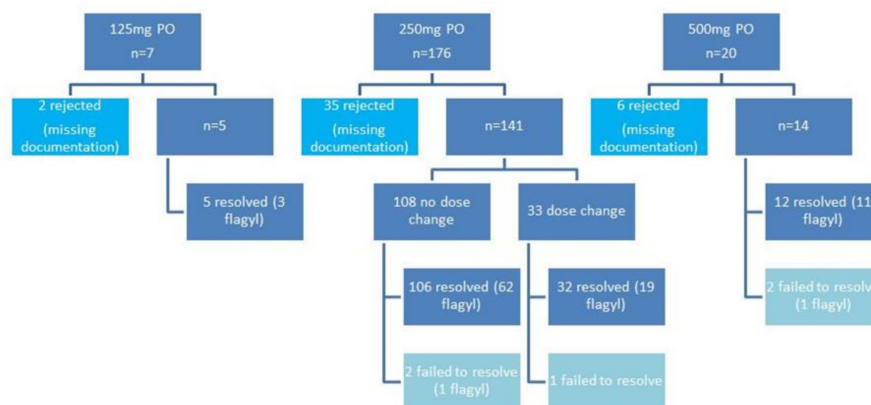 125mg PO
n=7
250mg PO
n=176
500mg PO
n=20
2 rejected
(missing
documentation)
n=5
35 rejected
(missing
documentation)
n=141
6 rejected
(missing
documentation)
n=14
5 resolved (3
flagyl)
108 no dose
change
33 dose change
12 resolved (11
flagyl)
106 resolved (62
flagyl)
32 resolved (19
flagyl)
2 failed to resolve
(1 flagyl)
2 failed to resolve
(1 flagyl)
1 failed to resolve